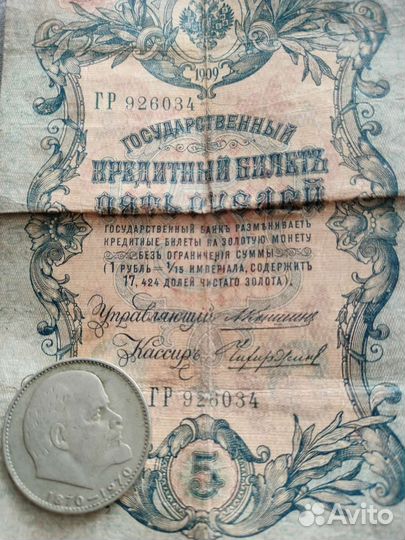 1909
ГР 926034
ГОСУДАРСТВЕННЫЙ
КРЕДИТНЫЙ БИЛЕТЪ
ПЯТЬ РУБЛЕЙ
ГОСУДАРСТВЕННЫЙ БАНКЪ РАЗМѢНИВАЕТЪ
КРЕДИТНЫЕ БИЛЕТЫ НА ЗОЛОТУЮ МОНЕТУ
БЕЗЪ ОГРАНИЧЕНІЯ СУММЫ
(1 РУБЛЬ = 1/15 ИМПЕРІАЛА, СОДЕРЖИТЪ
17,424 ДОЛЕЙ ЧИСТАГО ЗОЛОТА).
Управляющій
Кассиръ
ГР 926034
1870-1970
5
Avito